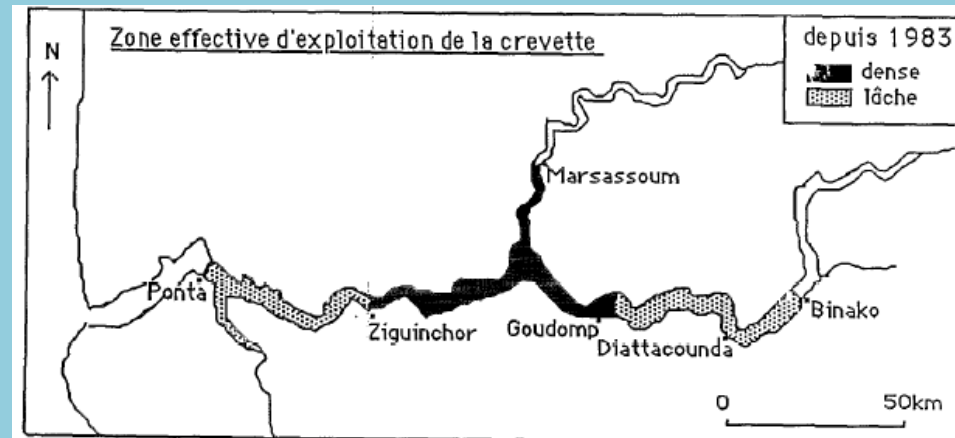 Zone effective d'exploitation de la crevette
depuis 1983
dense
lâche
N
Marsassoum
Ponta
Ziguinchor
Goudomp
Diattacounda
Binako
0 50km